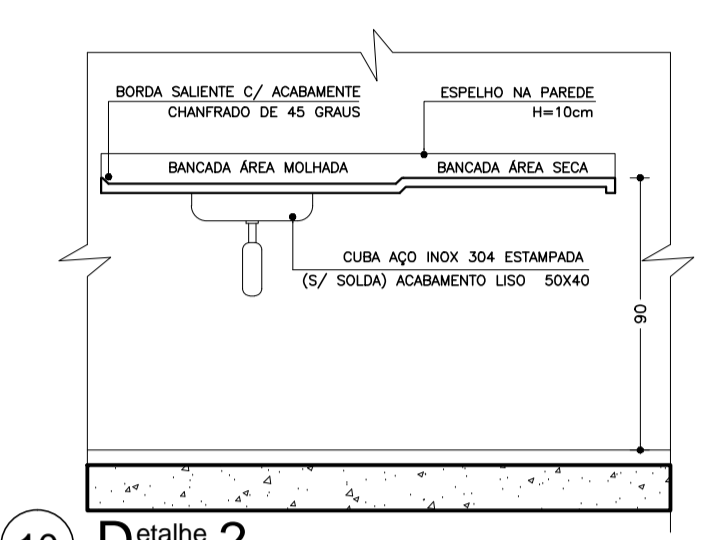 BORDA SALIENTE C/ ACABAMENTE
CHANFRADO DE 45 GRAUS
ESPELHO NA PAREDE
H=10cm
BANCADA ÁREA MOLHADA
BANCADA ÁREA SECA
CUBA AÇO INOX 304 ESTAMPADA
(S/ SOLDA) ACABAMENTO LISO 50X40
90
Detalhe 2